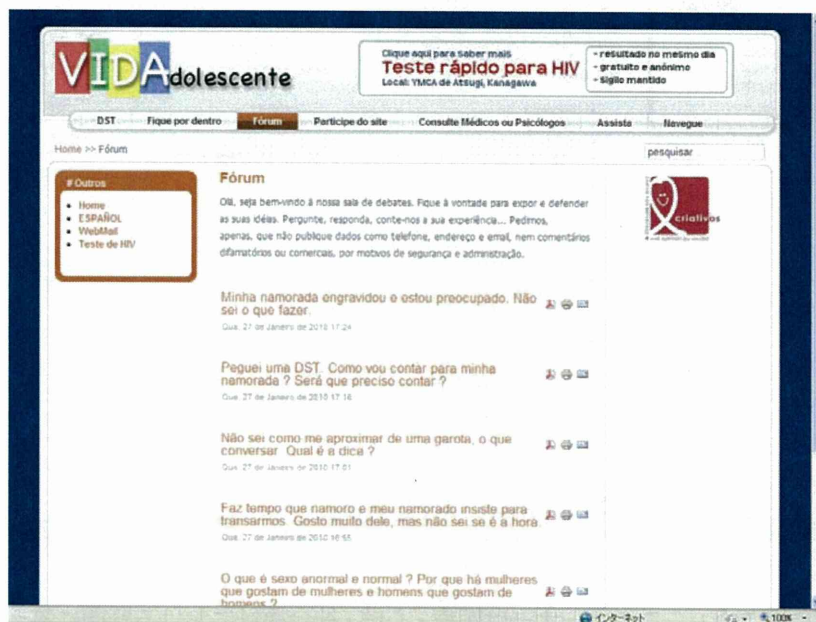 VIDAdolescente
Clique aqui para saber mais
Teste rápido para HIV
Local: YMCA de Atsugi, Kanagawa
- resultado no mesmo dia
- gratuito e anônimo
- Sigilo mantido
DST Fique por dentro Fórum Participe do site Consulte Médicos ou Psicólogos Assista Navegue
Home >> Fórum
pesquisar
# Outros
Home
ESPAÑOL
WebMail
Teste de HIV
Fórum
Olá, seja bem-vindo à nossa sala de debates. Fique à vontade para expor e defender
as suas idéias. Pergunte, responda, conte-nos a sua experiência... Pedimos,
apenas, que não publique dados como telefone, endereço e email, nem comentários
difamatórios ou comerciais, por motivos de segurança e administração.
criativos
Minha namorada engravidou e estou preocupado. Não
sei o que fazer.
Qua, 27 de Janeiro de 2010 17:24
Peguei uma DST. Como vou contar para minha
namorada ? Será que preciso contar ?
Qua, 27 de Janeiro de 2010 17:16
Não sei como me aproximar de uma garota, o que
conversar. Qual é a dica ?
Qua, 27 de Janeiro de 2010 17:01
Faz tempo que namoro e meu namorado insiste para
transarmos. Gosto muito dele, mas não sei se é a hora.
Qua, 27 de Janeiro de 2010 16:55
O que é sexo anormal e normal ? Por que há mulheres
que gostam de mulheres e homens que gostam de
homens ?
インターネット
100%